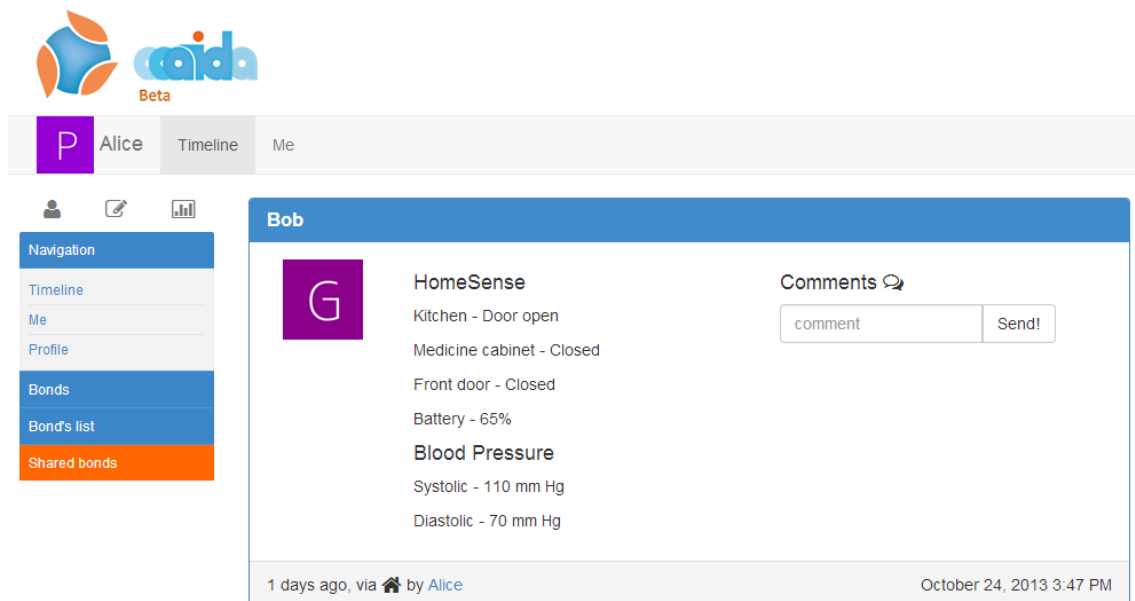 ccaida
Beta
P Alice Timeline Me
Navigation
Timeline
Me
Profile
Bonds
Bond's list
Shared bonds
Bob
G
HomeSense
Kitchen - Door open
Medicine cabinet - Closed
Front door - Closed
Battery - 65%
Blood Pressure
Systolic - 110 mm Hg
Diastolic - 70 mm Hg
Comments
comment Send!
1 days ago, via by Alice October 24, 2013 3:47 PM